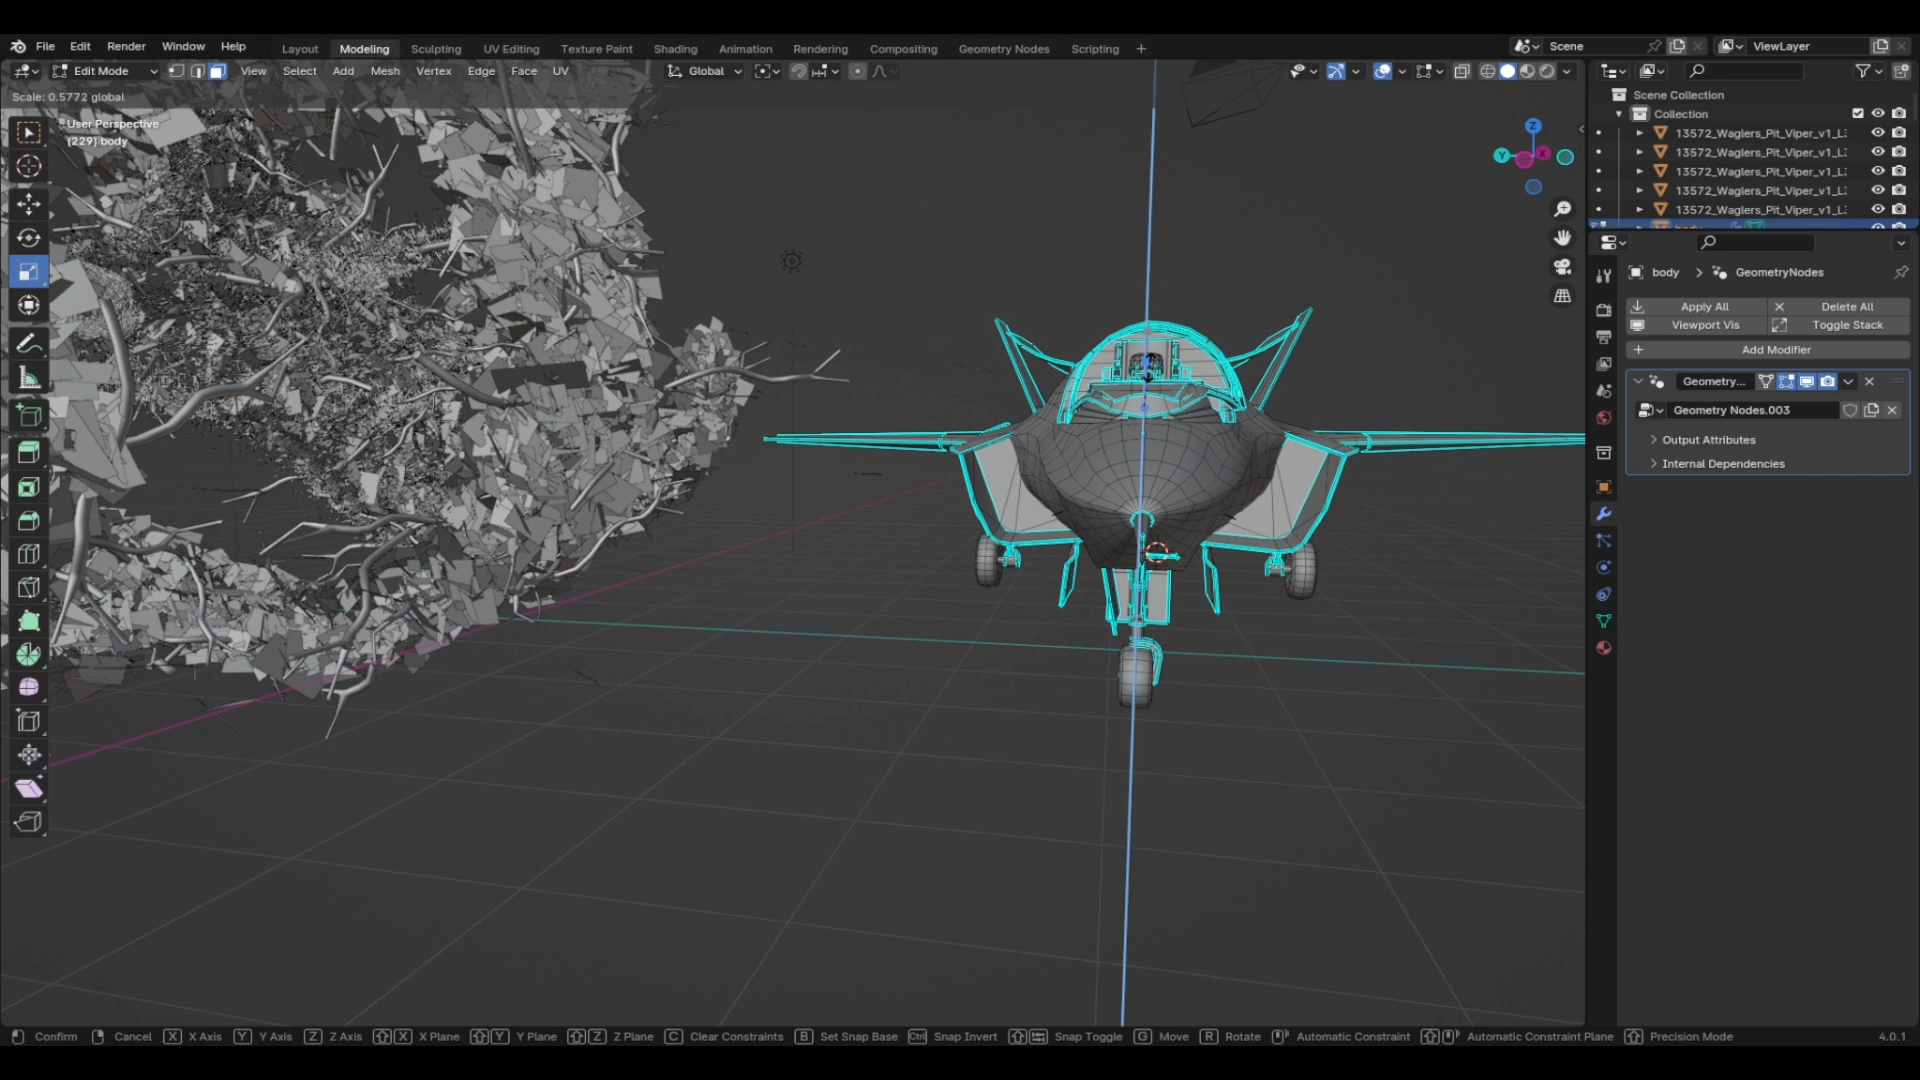 File Edit Render Window Help Layout Modeling Sculpting UV Editing Texture Paint Shading Animation Rendering Compositing Geometry Nodes Scripting + Scene ViewLayer
Edit Mode View Select Add Mesh Vertex Edge Face UV Global
Scale: 0.5772 global
User Perspective
(229) body
Z
Y X
Scene Collection
Collection
13572_Waglers_Pit_Viper_v1_L
13572_Waglers_Pit_Viper_v1_L
13572_Waglers_Pit_Viper_v1_L
13572_Waglers_Pit_Viper_v1_L
13572_Waglers_Pit_Viper_v1_L
body > GeometryNodes
Apply All Delete All
Viewport Vis Toggle Stack
Add Modifier
Geometry...
Geometry Nodes.003
Output Attributes
Internal Dependencies
Confirm Cancel X X Axis Y Y Axis Z Z Axis X X Plane Y Y Plane Z Z Plane C Clear Constraints B Set Snap Base Ctrl Snap Invert Snap Toggle G Move R Rotate Automatic Constraint Automatic Constraint Plane Precision Mode 4.0.1